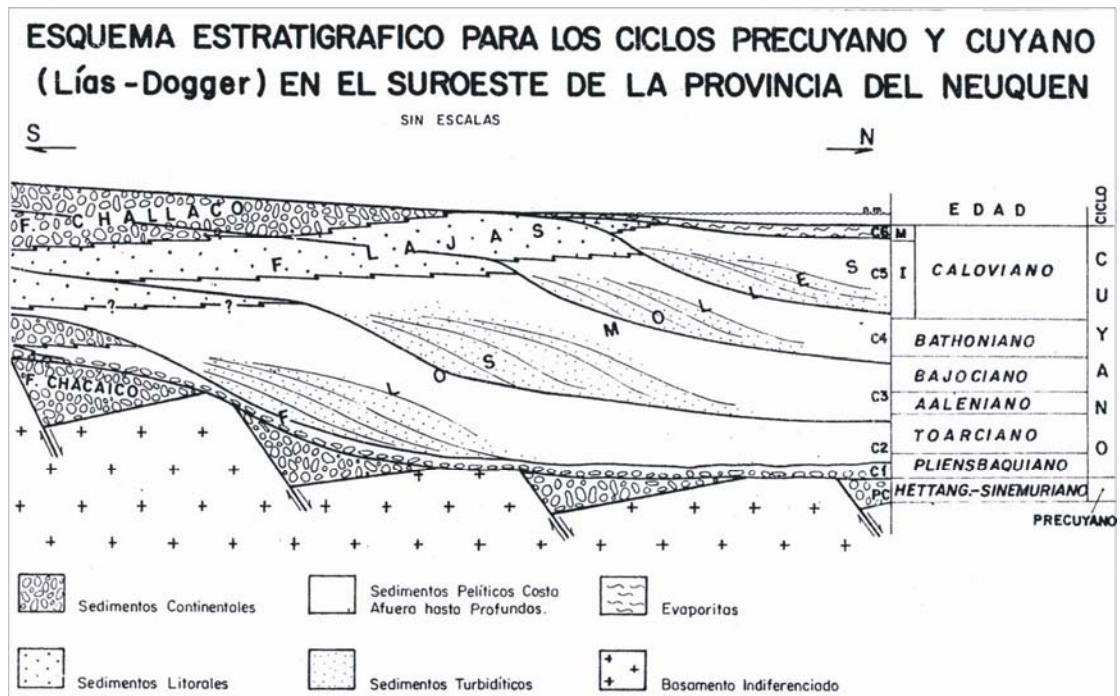 ESQUEMA ESTRATIGRAFICO PARA LOS CICLOS PRECUYANO Y CUYANO
(Lías-Dogger) EN EL SUROESTE DE LA PROVINCIA DEL NEUQUEN
SIN ESCALAS
S
N
n.m.
EDAD
CICLO
F. CHALLACO
F. LAJAS
F. LOS MOLLES
F. CHACAICO
? ?
C6 M
C5 I CALOVIANO
C4 BATHONIANO
BAJOCIANO
C3 AALENIANO
C2 TOARCIANO
C1 PLIENSBAQUIANO
PC HETTANG.-SINEMURIANO
CUYANO
PRECUYANO
Sedimentos Continentales
Sedimentos Pelíticos Costa
Afuera hasta Profundos.
Evaporitas
Sedimentos Litorales
Sedimentos Turbidíticos
Basamento Indiferenciado